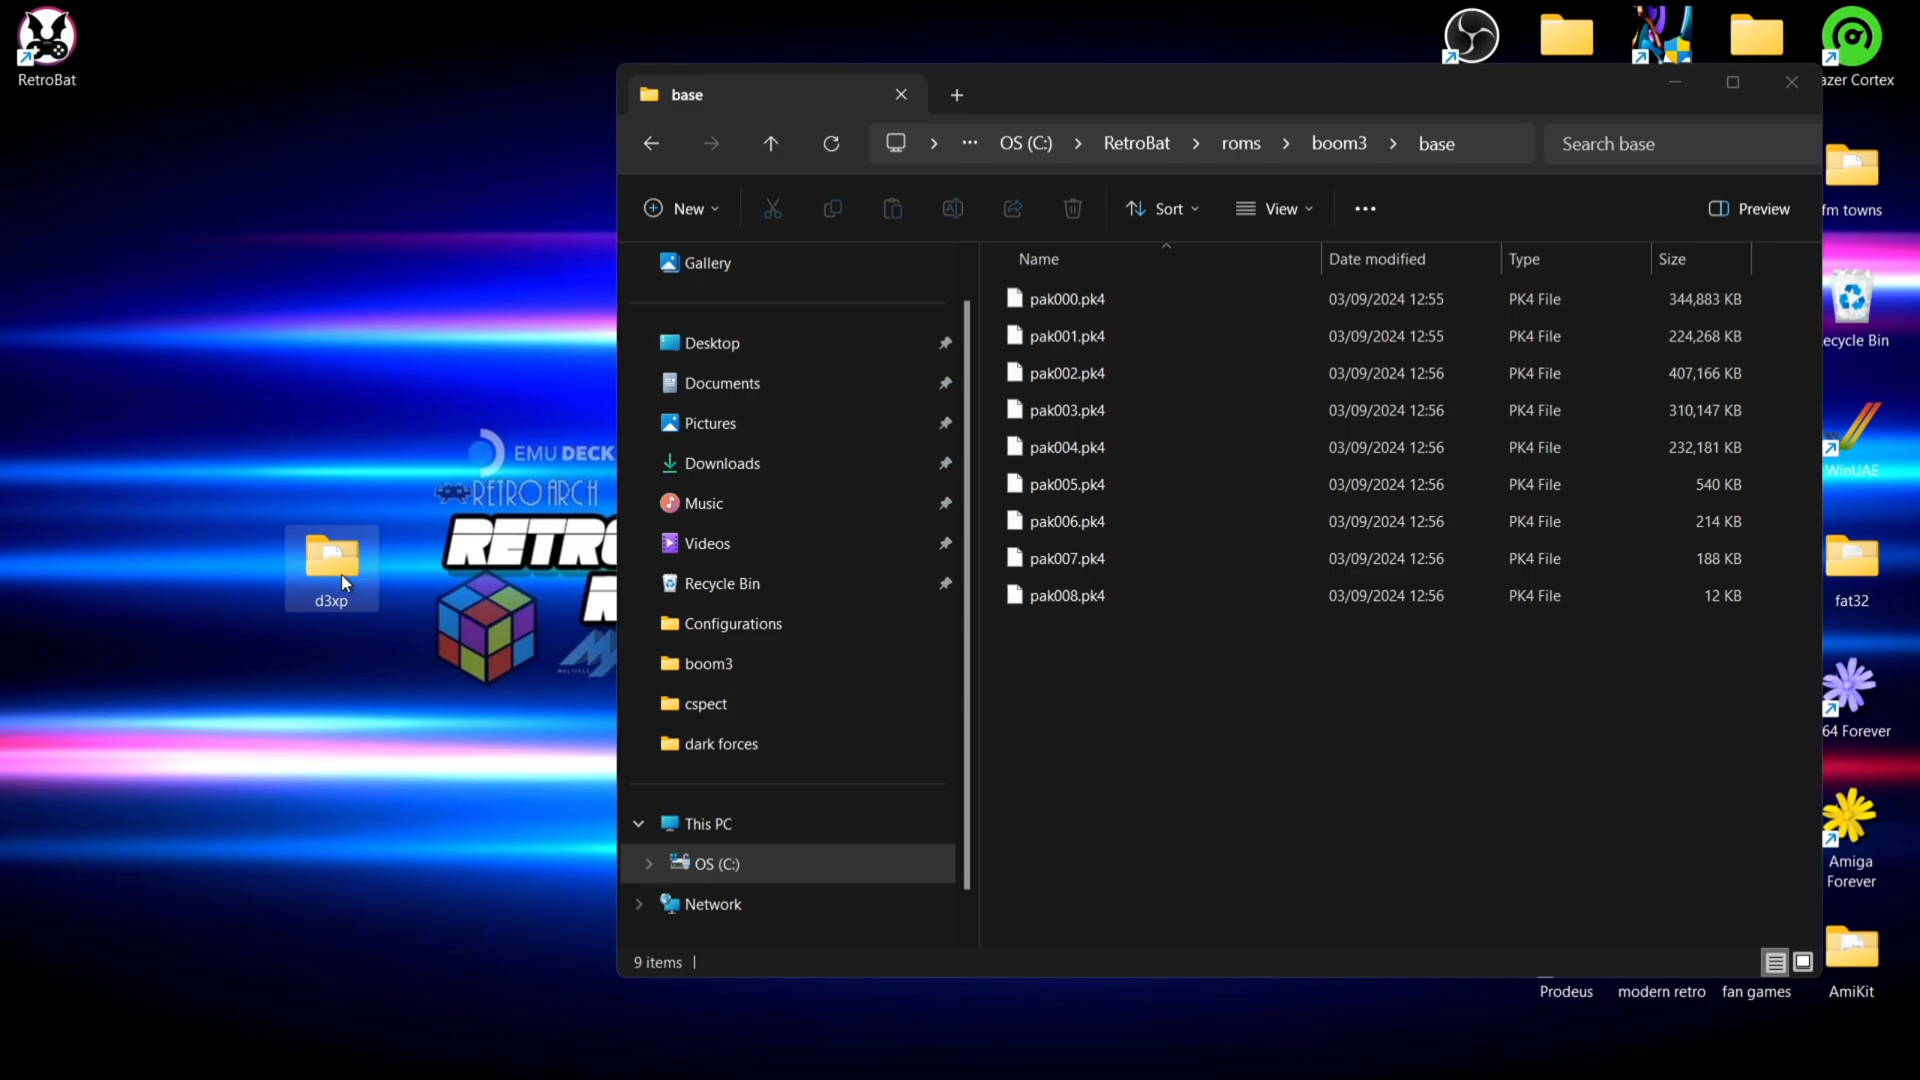 RetroBat
azer Cortex
base
OS (C:)
RetroBat
roms
boom3
base
Search base
New
Sort
View
Preview
fm towns
Gallery
Name
Date modified
Type
Size
pak000.pk4
03/09/2024 12:55
PK4 File
344,883 KB
pak001.pk4
03/09/2024 12:55
PK4 File
224,268 KB
pak002.pk4
03/09/2024 12:56
PK4 File
407,166 KB
pak003.pk4
03/09/2024 12:56
PK4 File
310,147 KB
pak004.pk4
03/09/2024 12:56
PK4 File
232,181 KB
pak005.pk4
03/09/2024 12:56
PK4 File
540 KB
pak006.pk4
03/09/2024 12:56
PK4 File
214 KB
pak007.pk4
03/09/2024 12:56
PK4 File
188 KB
pak008.pk4
03/09/2024 12:56
PK4 File
12 KB
Desktop
Documents
Pictures
Downloads
Music
Videos
Recycle Bin
Configurations
boom3
cspect
dark forces
This PC
OS (C:)
Network
9 items
EMU DECK
RETROARCH
RETRO
d3xp
ecycle Bin
WinUAE
fat32
64 Forever
Amiga
Forever
Prodeus
modern retro
fan games
AmiKit